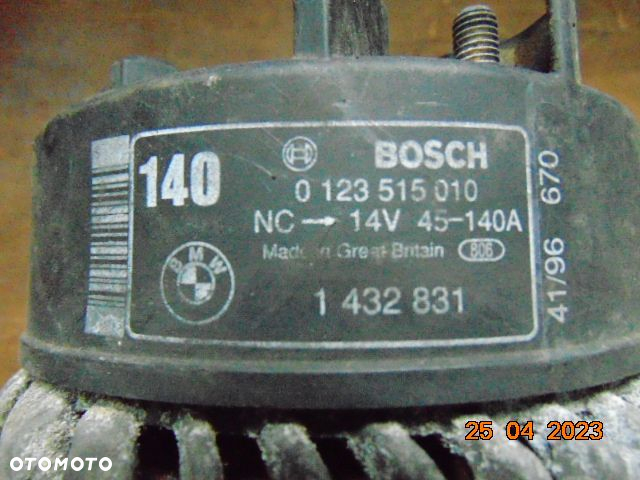 140
BOSCH
0 123 515 010
NC→ 14V 45-140A
Made in Great Britain 806
BMW
1 432 831
41/96 670
25 04 2023
OTOMOTO